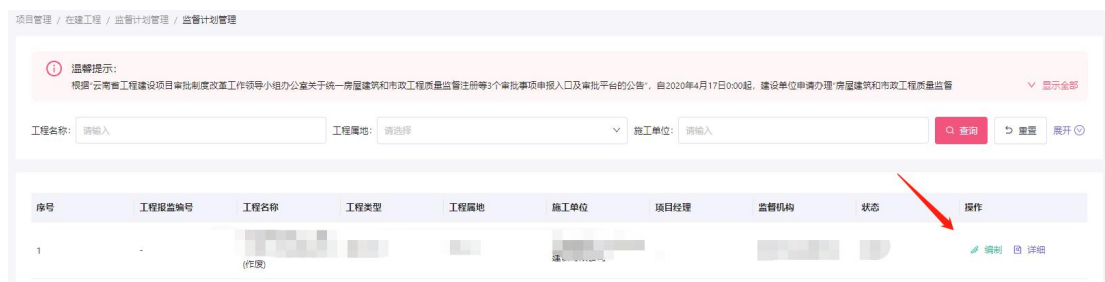 项目管理 / 在建工程 / 监督计划管理 / 监督计划管理
温馨提示：
根据“云南省工程建设项目审批制度改革工作领导小组办公室关于统一房屋建筑和市政工程质量监督注册等3个审批事项申报入口及审批平台的公告”，自2020年4月17日0:00起，建设单位申请办理“房屋建筑和市政工程质量监督 显示全部
工程名称： 请输入 工程属地： 请选择 施工单位： 请输入 查询 重置 展开
序号 工程报监编号 工程名称 工程类型 工程属地 施工单位 项目经理 监督机构 状态 操作
1 - 编制 详细
(作废)